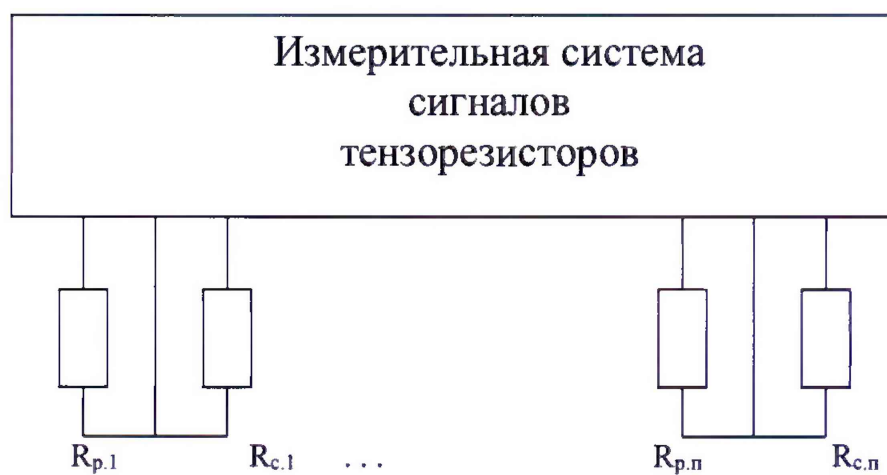 Измерительная система
сигналов
тензорезисторов
Rр.1 Rс.1 ... Rр.п Rс.п